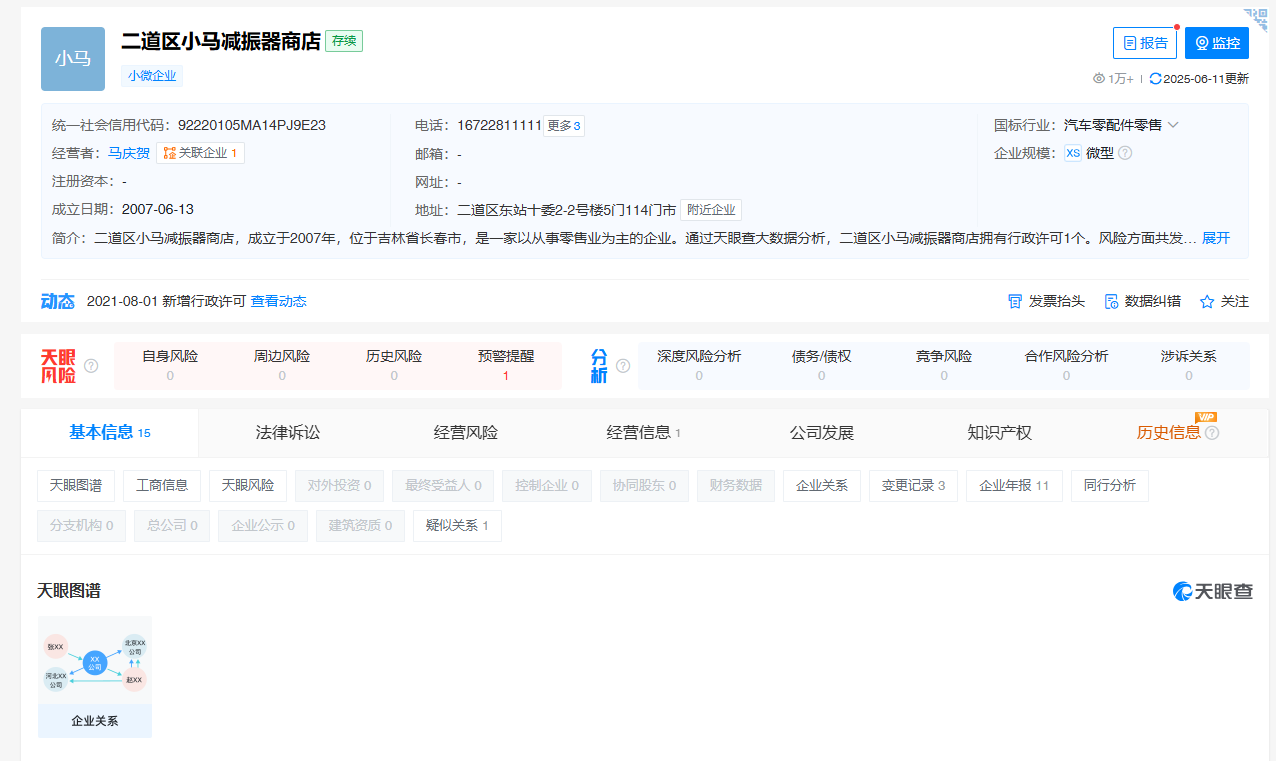 小马
二道区小马减振器商店 存续
小微企业
报告 监控
1万+ 2025-06-11更新
统一社会信用代码：92220105MA14PJ9E23
经营者：马庆贺 关联企业 1
注册资本：-
成立日期：2007-06-13
电话：16722811111 更多3
邮箱：-
网址：-
地址：二道区东站十委2-2号楼5门114门市 附近企业
国标行业：汽车零配件零售
企业规模：XS 微型 ?
简介：二道区小马减振器商店，成立于2007年，位于吉林省长春市，是一家以从事零售业为主的企业。通过天眼查大数据分析，二道区小马减振器商店拥有行政许可1个。风险方面共发... 展开
动态 2021-08-01 新增行政许可 查看动态
发票抬头 数据纠错 关注
天眼风险 ?
自身风险 0
周边风险 0
历史风险 0
预警提醒 1
分析 ?
深度风险分析 0
债务/债权 0
竞争风险 0
合作风险分析 0
涉诉关系 0
基本信息 15 法律诉讼 经营风险 经营信息 1 公司发展 知识产权 历史信息 ? VIP
天眼图谱 工商信息 天眼风险 对外投资 0 最终受益人 0 控制企业 0 协同股东 0 财务数据 企业关系 变更记录 3 企业年报 11 同行分析
分支机构 0 总公司 0 企业公示 0 建筑资质 0 疑似关系 1
天眼图谱
天眼查
张XX
北京XX
公司
XX
公司
河北XX
公司
赵XX
企业关系